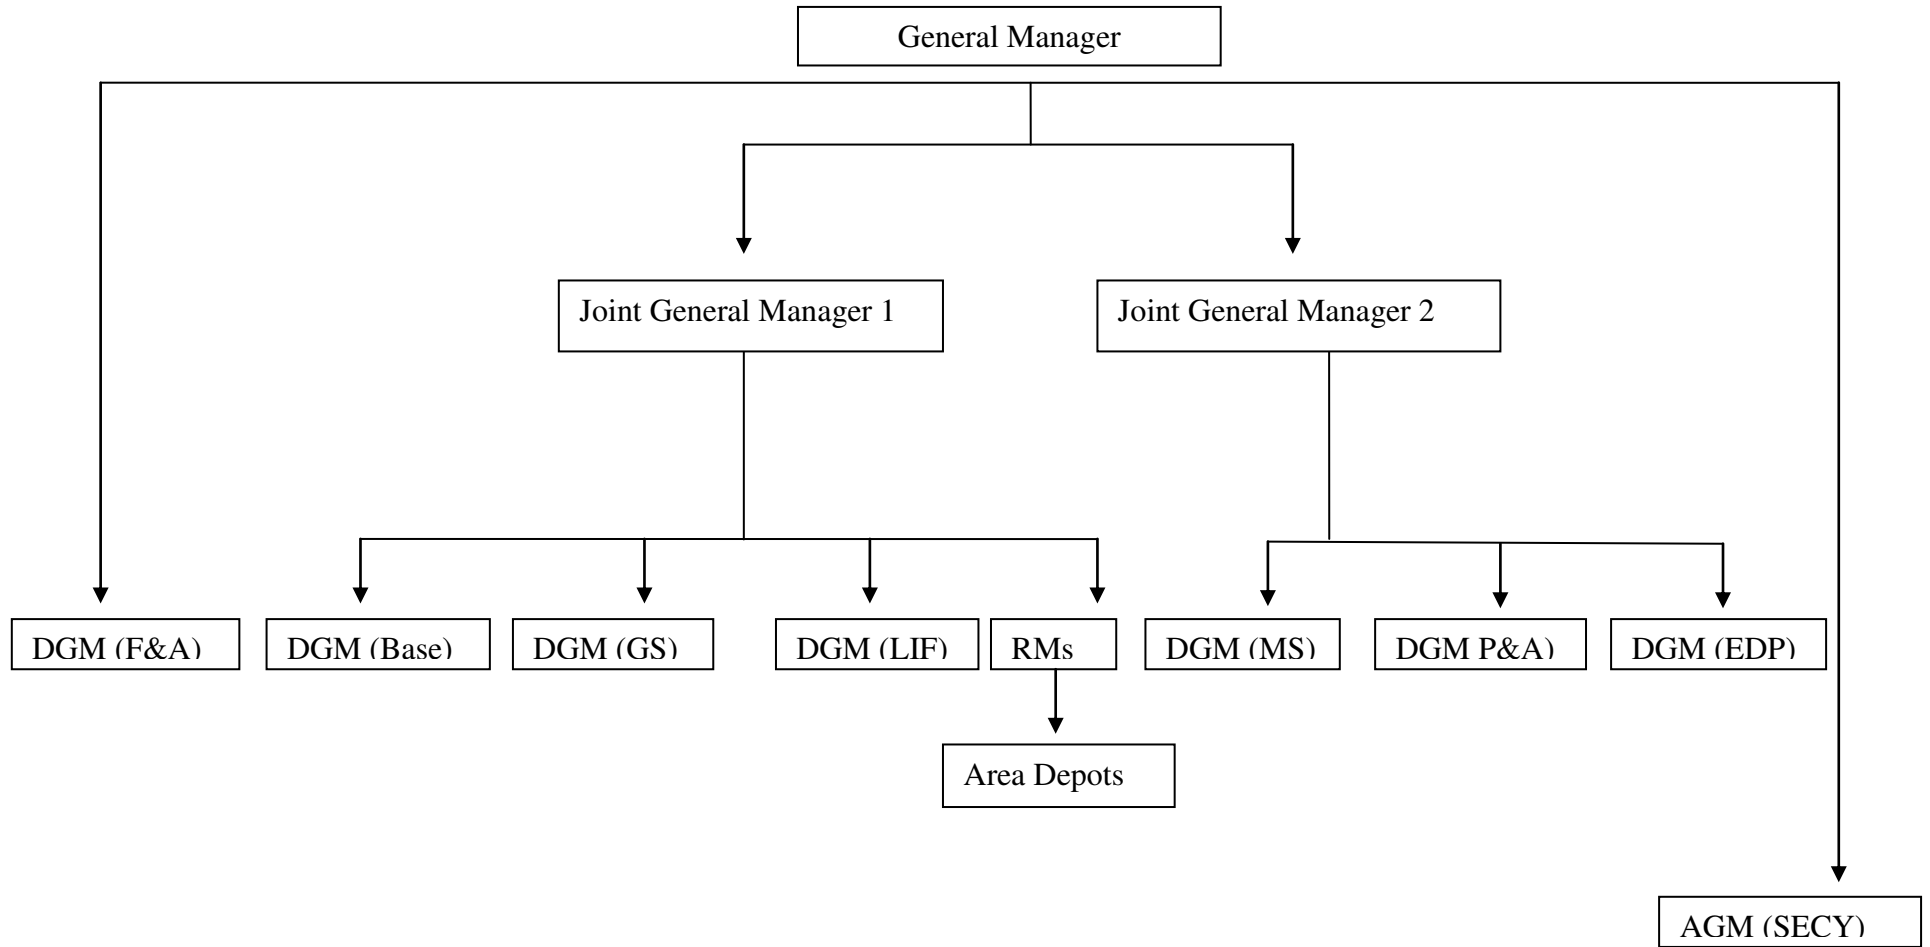 General Manager
Joint General Manager 1
Joint General Manager 2
DGM (F&A)
DGM (Base)
DGM (GS)
DGM (LIF)
RMs
DGM (MS)
DGM P&A)
DGM (EDP)
Area Depots
AGM (SECY)